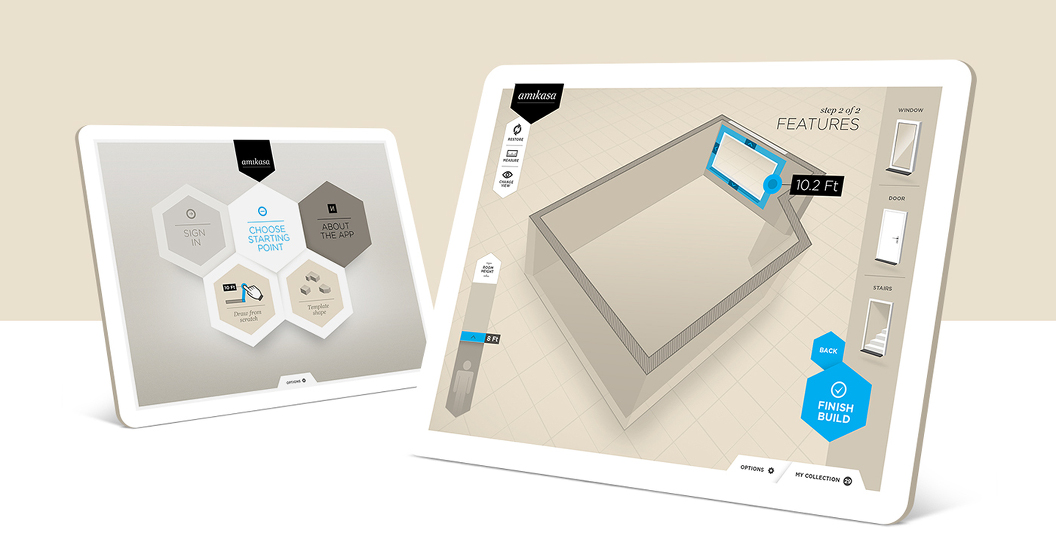 amikasa
SIGN
IN
CHOOSE
STARTING
POINT
ABOUT
THE APP
10 Ft
Draw from
scratch
Template
shape
OPTIONS
amikasa
RESTORE
MEASURE
CHANGE
VIEW
step 2 of 2
FEATURES
WINDOW
10.2 Ft
DOOR
ROOM
HEIGHT
STAIRS
8 Ft
BACK
FINISH
BUILD
OPTIONS
MY COLLECTION 29